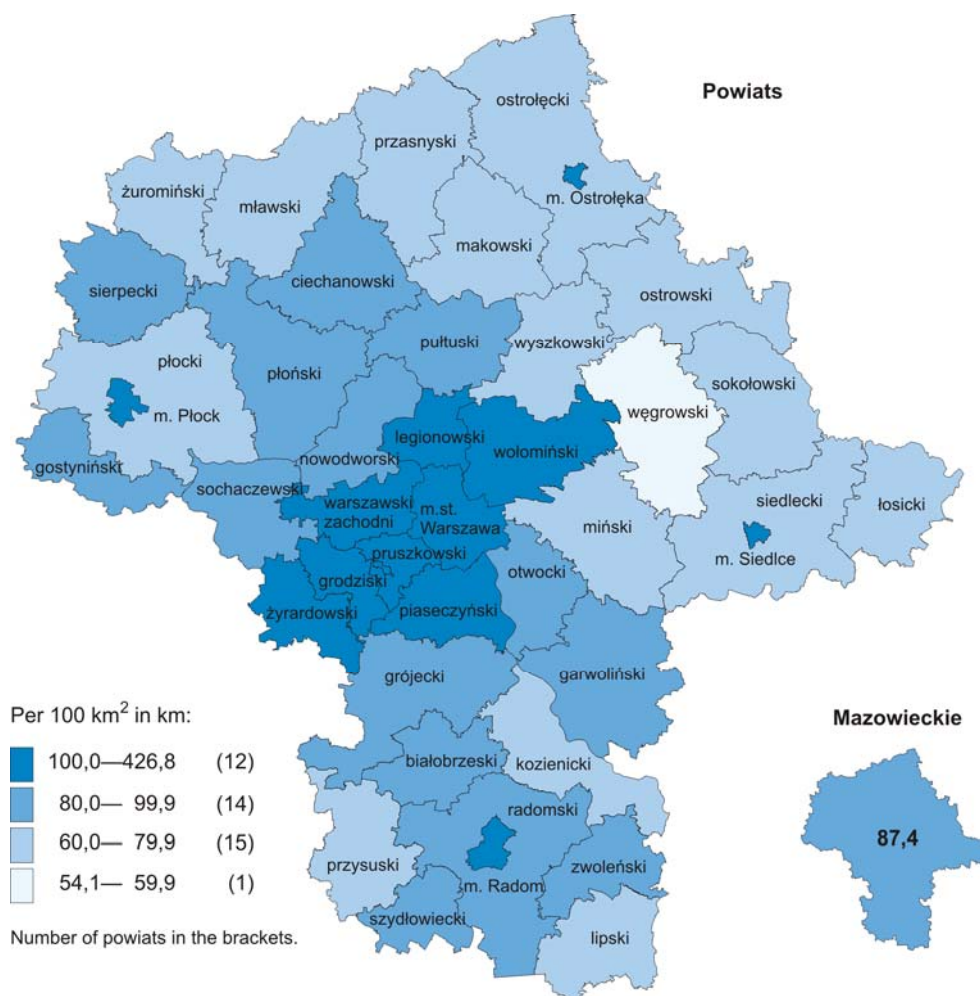 Powiats
ostrołęcki
przasnyski
m. Ostrołęka
żuromiński
mławski
makowski
ciechanowski
sierpecki
ostrowski
pułtuski
wyszkowski
płocki
płoński
sokołowski
m. Płock
węgrowski
legionowski
wołomiński
gostyniński
nowodworski
sochaczewski
siedlecki
łosicki
warszawski
zachodni
m.st.
Warszawa
miński
m. Siedlce
pruszkowski
otwocki
grodziski
żyrardowski
piaseczyński
grójecki
garwoliński
Per 100 km² in km:
100,0—426,8 (12)
80,0— 99,9 (14)
60,0— 79,9 (15)
54,1— 59,9 (1)
Number of powiats in the brackets.
białobrzeski
kozienicki
radomski
przysuski
zwoleński
m. Radom
szydłowiecki
lipski
Mazowieckie
87,4